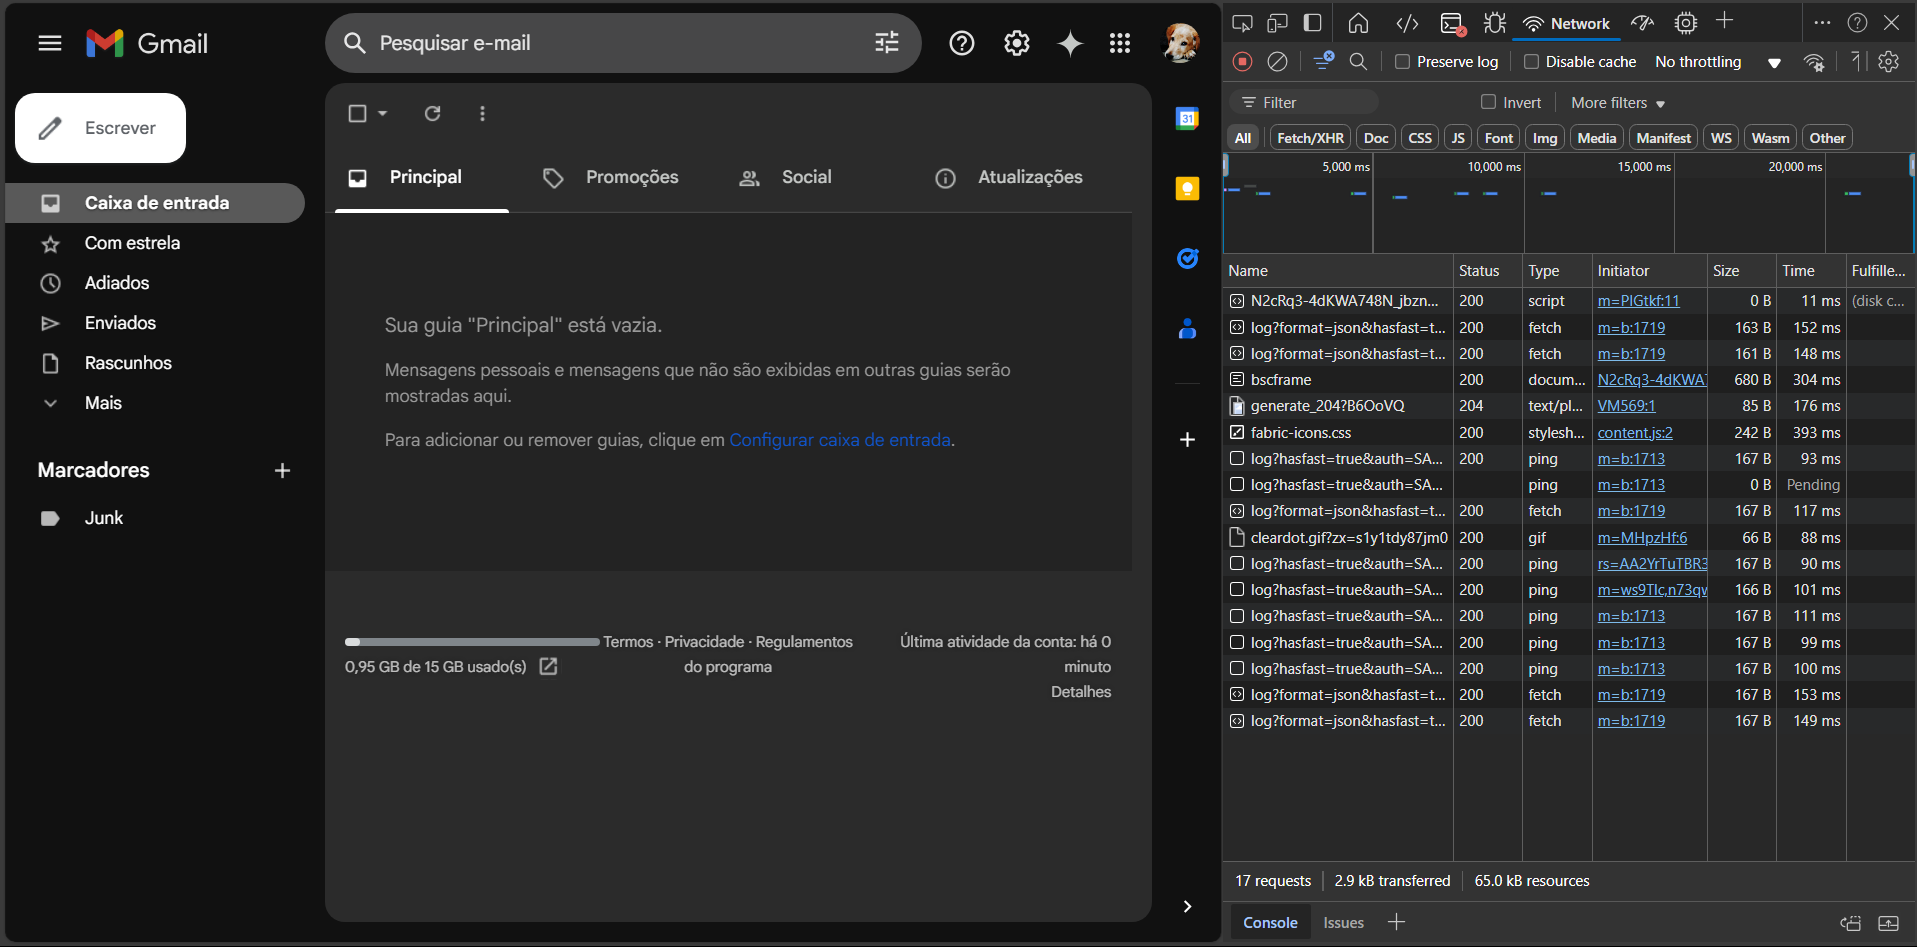 Gmail
Pesquisar e-mail
Escrever
Caixa de entrada
Com estrela
Adiados
Enviados
Rascunhos
Mais
Marcadores
Junk
Principal
Promoções
Social
Atualizações
Sua guia "Principal" está vazia.
Mensagens pessoais e mensagens que não são exibidas em outras guias serão
mostradas aqui.
Para adicionar ou remover guias, clique em Configurar caixa de entrada.
0,95 GB de 15 GB usado(s)
Termos · Privacidade · Regulamentos
do programa
Última atividade da conta: há 0
minuto
Detalhes
31
Network
Preserve log
Disable cache
No throttling
Filter
Invert
More filters
All Fetch/XHR Doc CSS JS Font Img Media Manifest WS Wasm Other
5,000 ms 10,000 ms 15,000 ms 20,000 ms
Name Status Type Initiator Size Time Fulfille...
N2cRq3-4dKWA748N_jbzn... 200 script m=PIGtkf:11 0 B 11 ms (disk c...
log?format=json&hasfast=t... 200 fetch m=b:1719 163 B 152 ms
log?format=json&hasfast=t... 200 fetch m=b:1719 161 B 148 ms
bscframe 200 docum... N2cRq3-4dKWA7 680 B 304 ms
generate_204?B6OoVQ 204 text/pl... VM569:1 85 B 176 ms
fabric-icons.css 200 stylesh... content.js:2 242 B 393 ms
log?hasfast=true&auth=SA... 200 ping m=b:1713 167 B 93 ms
log?hasfast=true&auth=SA... ping m=b:1713 0 B Pending
log?format=json&hasfast=t... 200 fetch m=b:1719 167 B 117 ms
cleardot.gif?zx=s1y1tdy87jm0 200 gif m=MHpzHf:6 66 B 88 ms
log?hasfast=true&auth=SA... 200 ping rs=AA2YrTuTBR3 167 B 90 ms
log?hasfast=true&auth=SA... 200 ping m=ws9Tlc,n73qv 166 B 101 ms
log?hasfast=true&auth=SA... 200 ping m=b:1713 167 B 111 ms
log?hasfast=true&auth=SA... 200 ping m=b:1713 167 B 99 ms
log?hasfast=true&auth=SA... 200 ping m=b:1713 167 B 100 ms
log?format=json&hasfast=t... 200 fetch m=b:1719 167 B 153 ms
log?format=json&hasfast=t... 200 fetch m=b:1719 167 B 149 ms
17 requests 2.9 kB transferred 65.0 kB resources
Console Issues